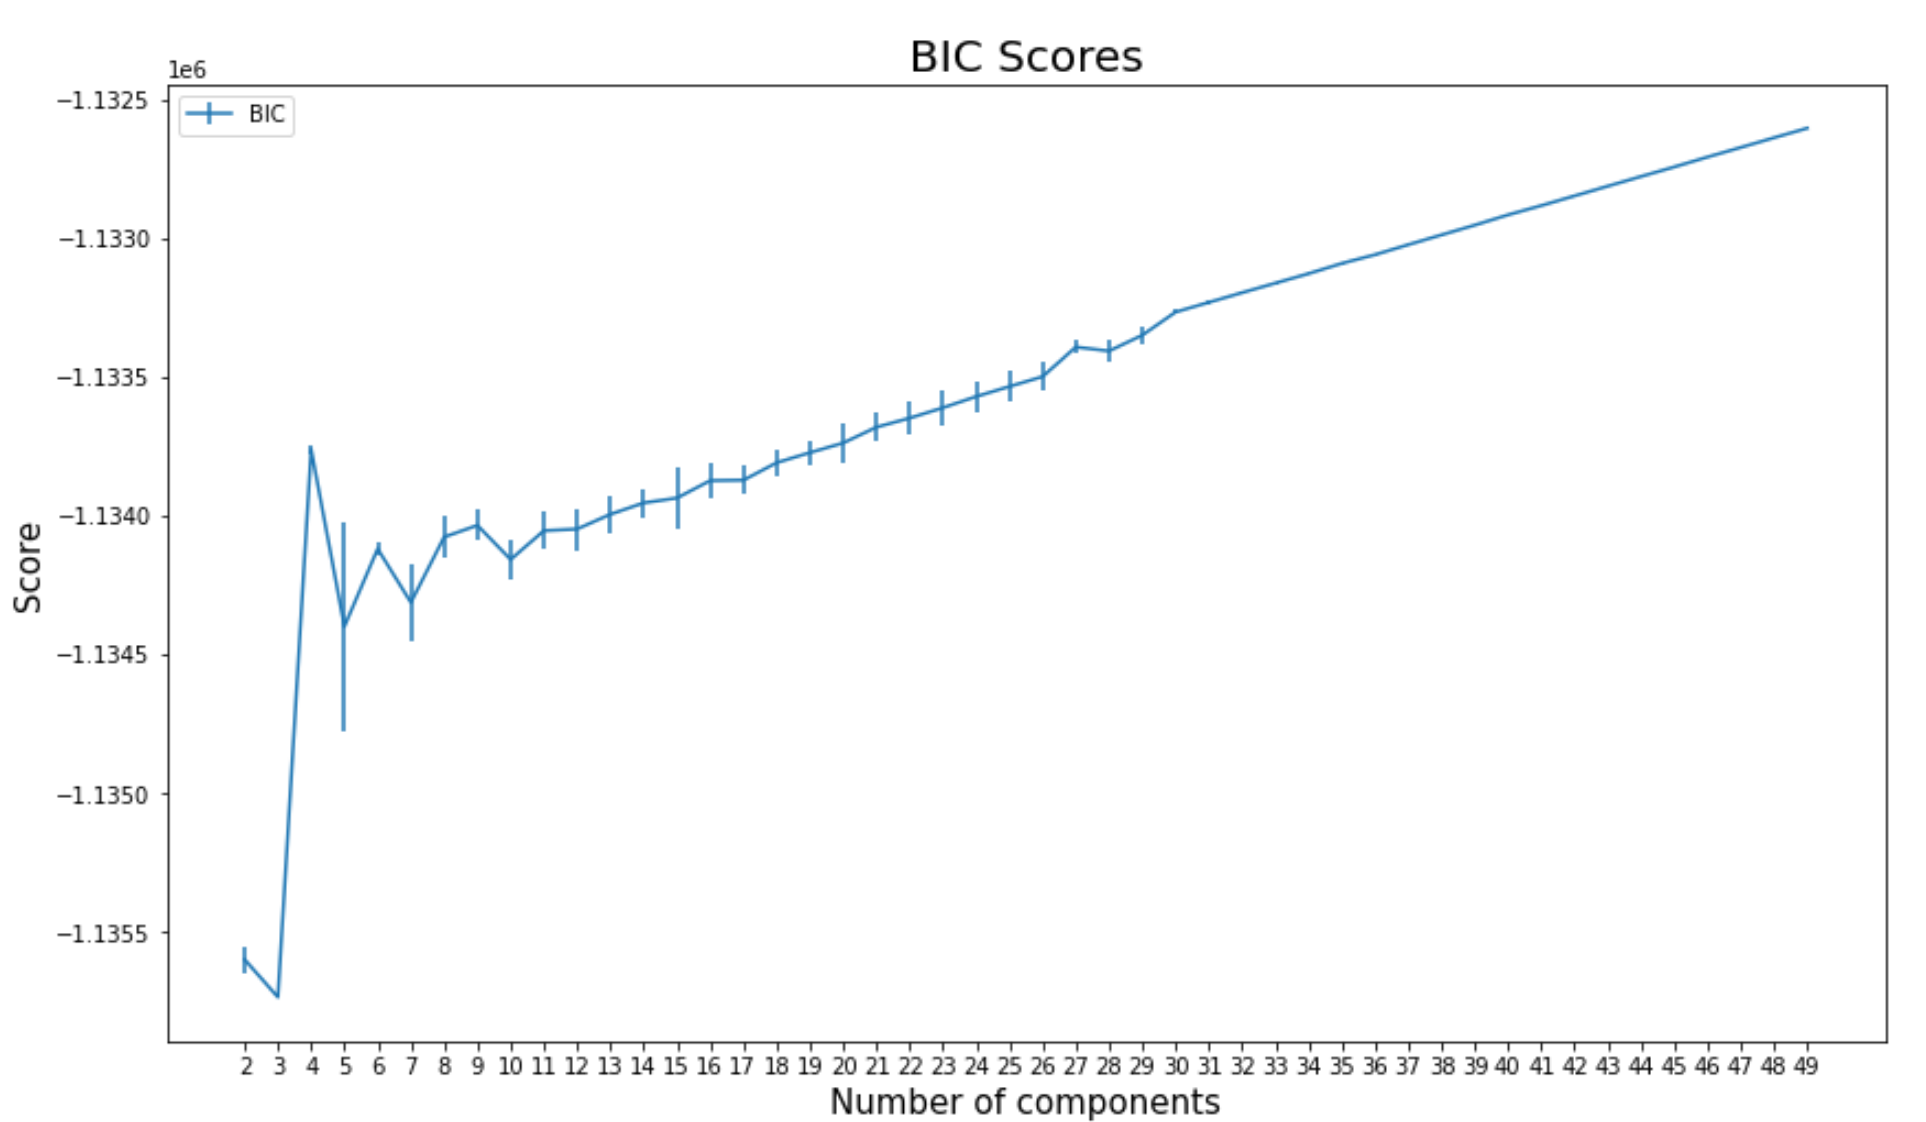 BIC Scores
1e6
BIC
−1.1325
−1.1330
−1.1335
−1.1340
−1.1345
−1.1350
−1.1355
Score
2 3 4 5 6 7 8 9 10 11 12 13 14 15 16 17 18 19 20 21 22 23 24 25 26 27 28 29 30 31 32 33 34 35 36 37 38 39 40 41 42 43 44 45 46 47 48 49
Number of components